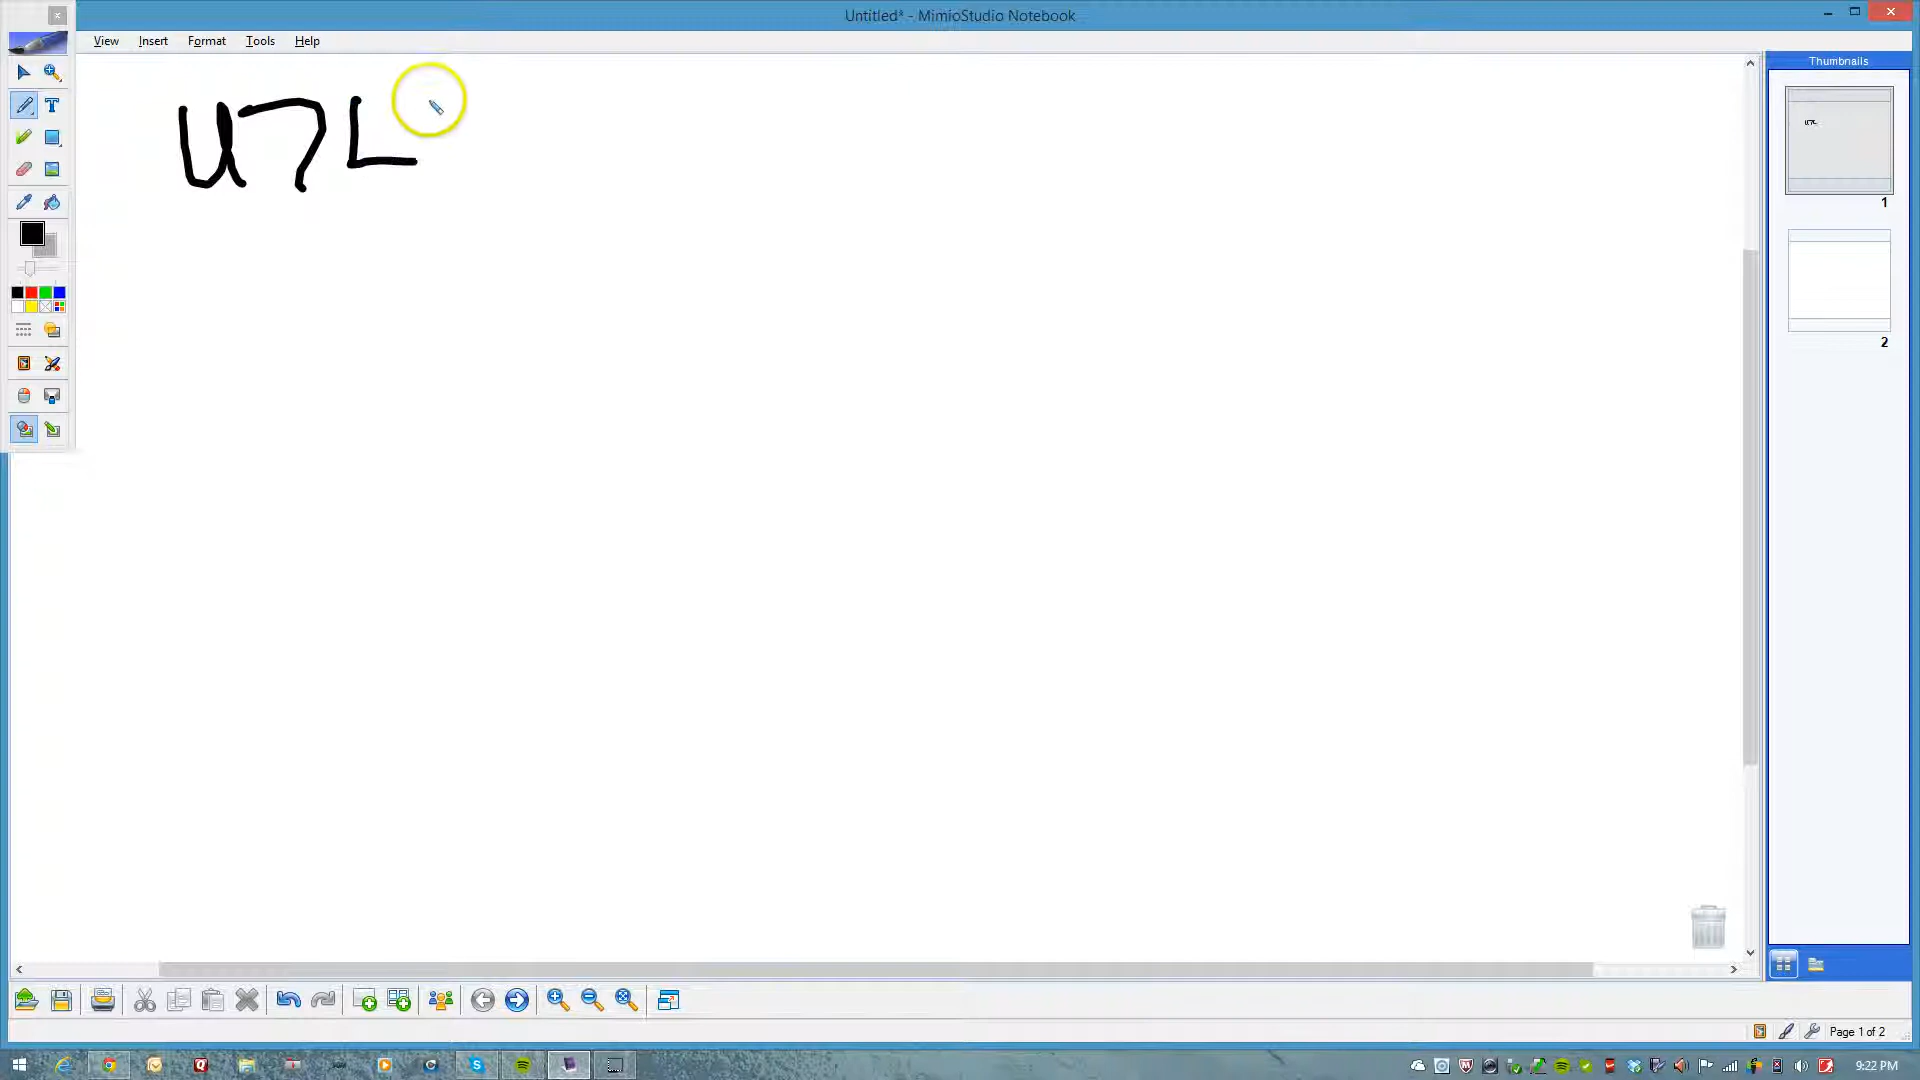 Untitled* - MimioStudio Notebook
View Insert Format Tools Help
Thumbnails
U7L
1
2
T
Page 1 of 2
9:22 PM